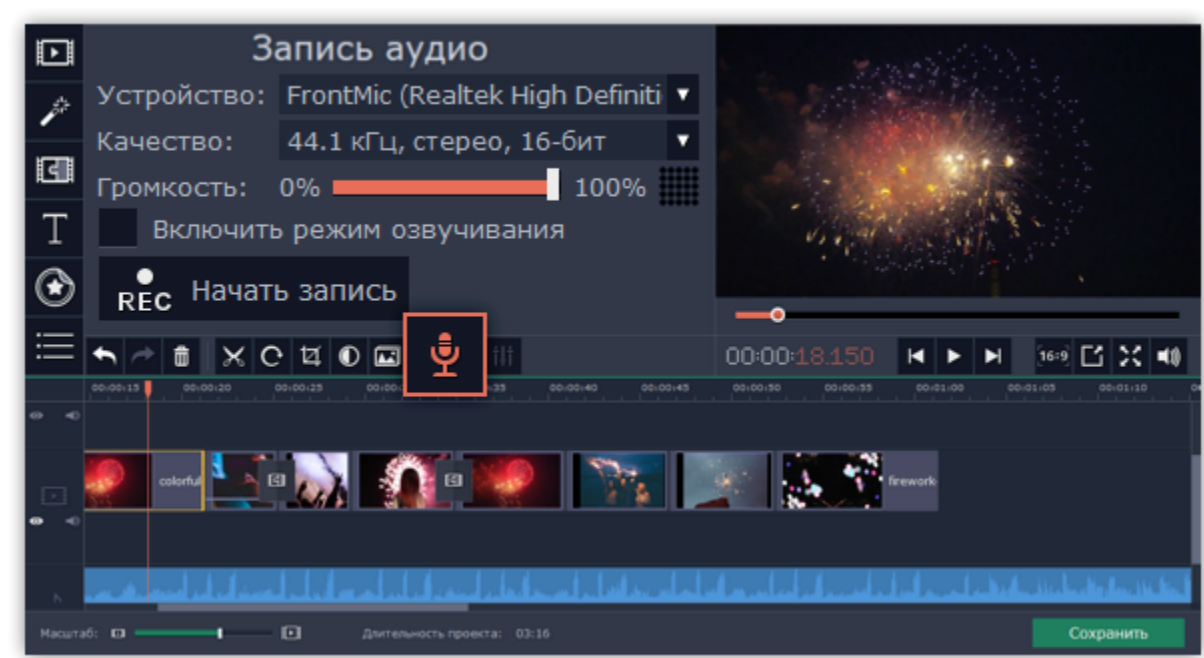 Запись аудио
Устройство: FrontMic (Realtek High Definiti
Качество: 44.1 кГц, стерео, 16-бит
Громкость: 0% 100%
Включить режим озвучивания
REC Начать запись
T
00:00:18.150
16:9
00:00:15 00:00:20 00:00:25 00:00: 35 00:00:40 00:00:45 00:00:50 00:00:55 00:01:00 00:01:05 00:01:10
colorful
firework
Масштаб: Длительность проекта: 03:16 Сохранить